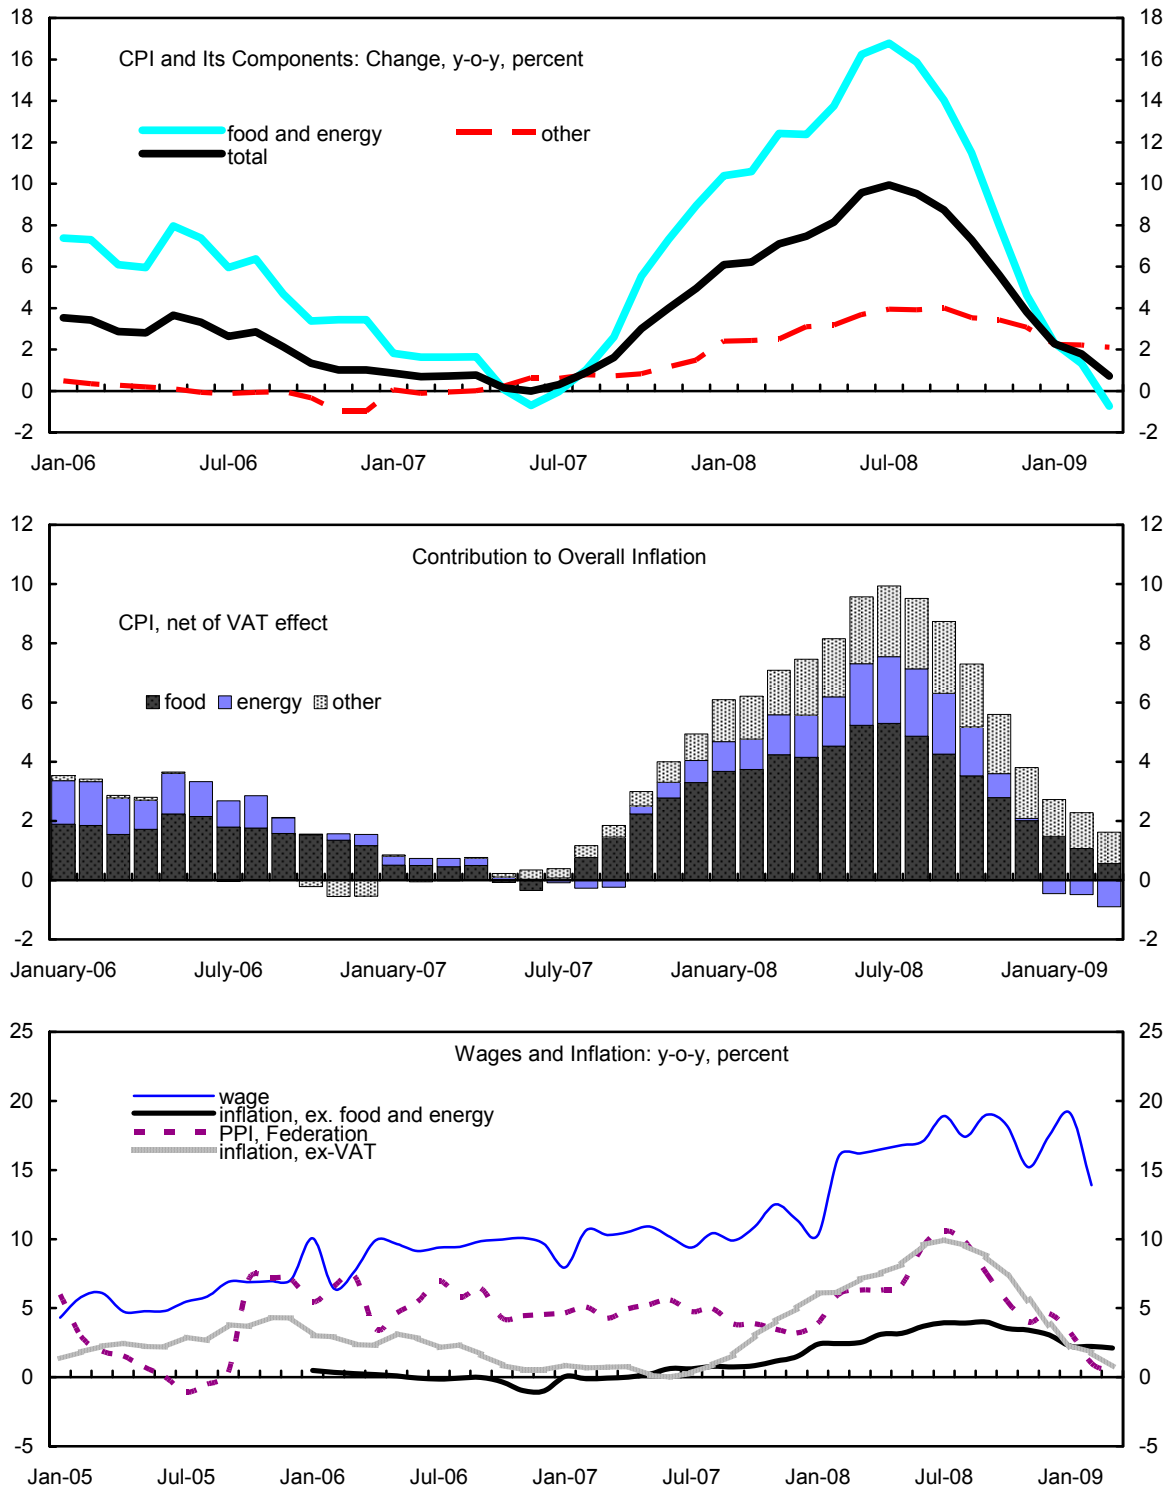 18 18
CPI and Its Components: Change, y-o-y, percent
16 16
14 14
food and energy other
12 12
total
10 10
8 8
6 6
4 4
2 2
0 0
-2 -2
Jan-06 Jul-06 Jan-07 Jul-07 Jan-08 Jul-08 Jan-09
12 12
Contribution to Overall Inflation
10 10
CPI, net of VAT effect
8 8
6 6
food energy other
4 4
2 2
0 0
-2 -2
January-06 July-06 January-07 July-07 January-08 July-08 January-09
25 25
Wages and Inflation: y-o-y, percent
wage
20 20
inflation, ex. food and energy
PPI, Federation
inflation, ex-VAT
15 15
10 10
5 5
0 0
-5 -5
Jan-05 Jul-05 Jan-06 Jul-06 Jan-07 Jul-07 Jan-08 Jul-08 Jan-09